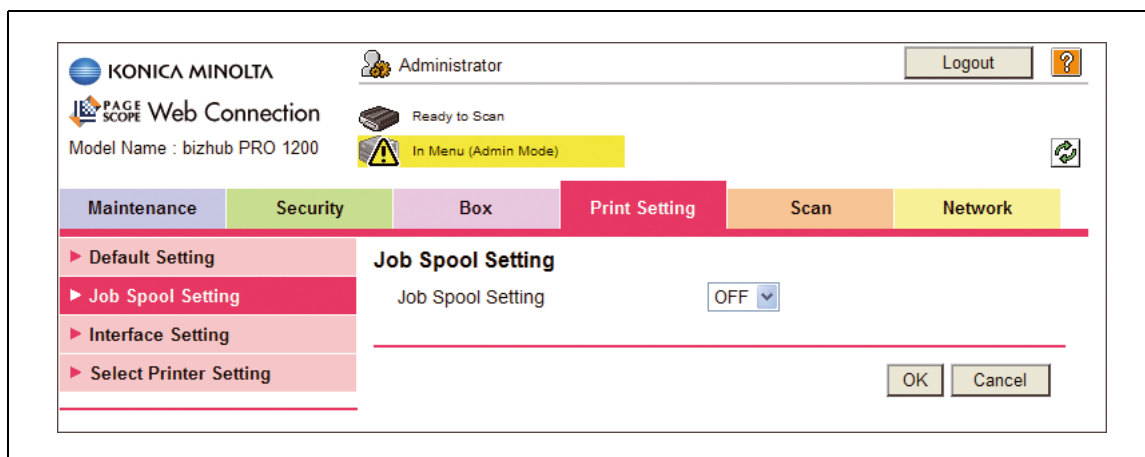 KONICA MINOLTA
Administrator
Logout
?
PAGE SCOPE Web Connection
Ready to Scan
Model Name : bizhub PRO 1200
In Menu (Admin Mode)
Maintenance Security Box Print Setting Scan Network
Default Setting
Job Spool Setting
Interface Setting
Select Printer Setting
Job Spool Setting
Job Spool Setting OFF
OK Cancel